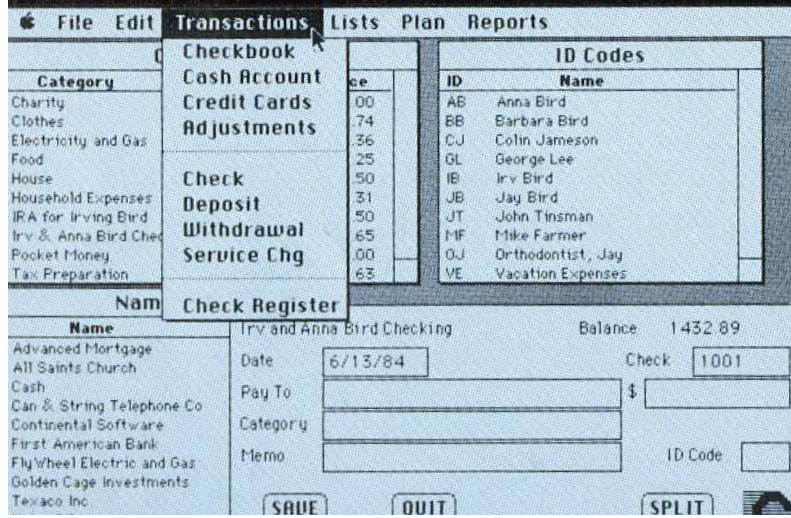 File Edit Transactions Lists Plan Reports
Checkbook
Cash Account
Credit Cards
Adjustments
Check
Deposit
Withdrawal
Service Chg
Check Register
Category
Charity
Clothes
Electricity and Gas
Food
House
Household Expenses
IRA for Irving Bird
Irv & Anna Bird Chec
Pocket Money
Tax Preparation
ce
.00
.74
.36
25
.50
.31
.50
.65
.00
.63
ID Codes
ID Name
AB Anna Bird
BB Barbara Bird
CJ Colin Jameson
GL George Lee
IB Irv Bird
JB Jay Bird
JT John Tinsman
MF Mike Farmer
OJ Orthodontist, Jay
VE Vacation Expenses
Nam
Name
Advanced Mortgage
All Saints Church
Cash
Can & String Telephone Co
Continental Software
First American Bank
FlyWheel Electric and Gas
Golden Cage Investments
Texaco Inc
Irv and Anna Bird Checking Balance 1432.89
Date 6/13/84 Check 1001
Pay To $
Category
Memo ID Code
SAVE QUIT SPLIT